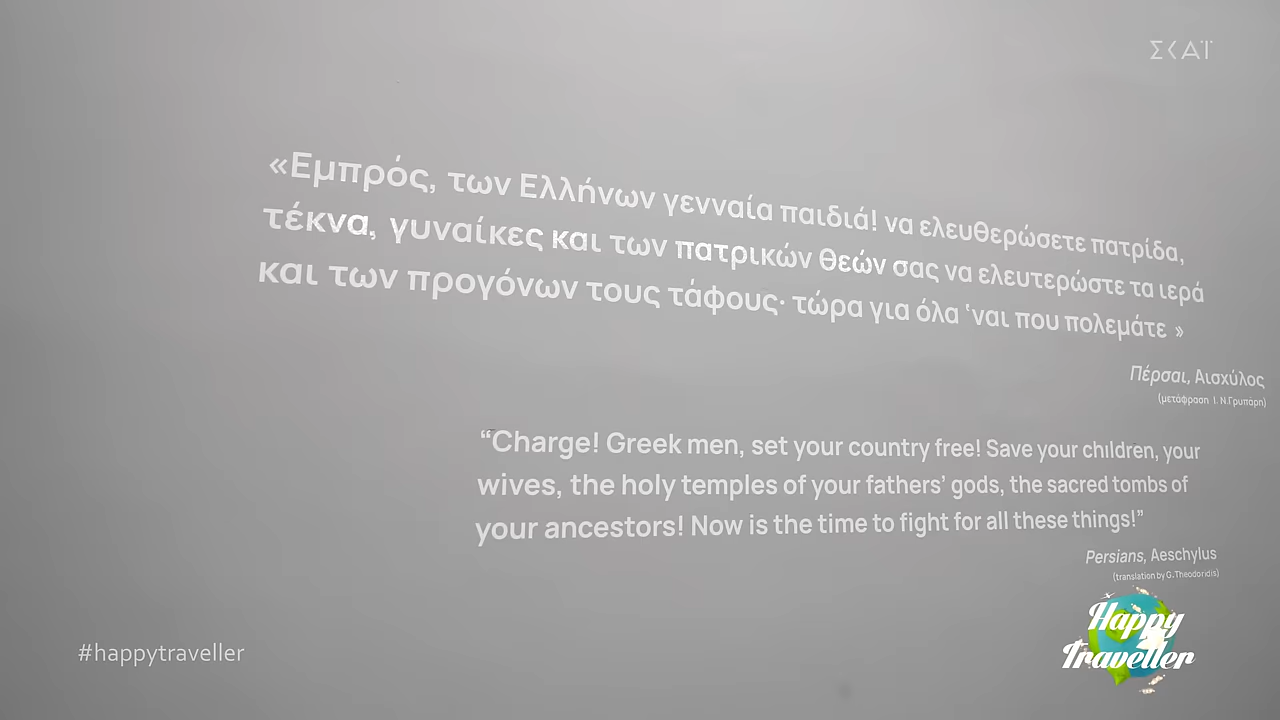 ΣΚΑΪ
«Εμπρός, των Ελλήνων γενναία παιδιά! να ελευθερώσετε πατρίδα,
τέκνα, γυναίκες και των πατρικών θεών σας να ελευτερώστε τα ιερά
και των προγόνων τους τάφους· τώρα για όλα ‛ναι που πολεμάτε »
Πέρσαι, Αισχύλος
(μετάφραση Ι. Ν.Γρυπάρη)
“Charge! Greek men, set your country free! Save your children, your
wives, the holy temples of your fathers’ gods, the sacred tombs of
your ancestors! Now is the time to fight for all these things!”
Persians, Aeschylus
(translation by G.Theodoridis)
#happytraveller
Happy
Traveller